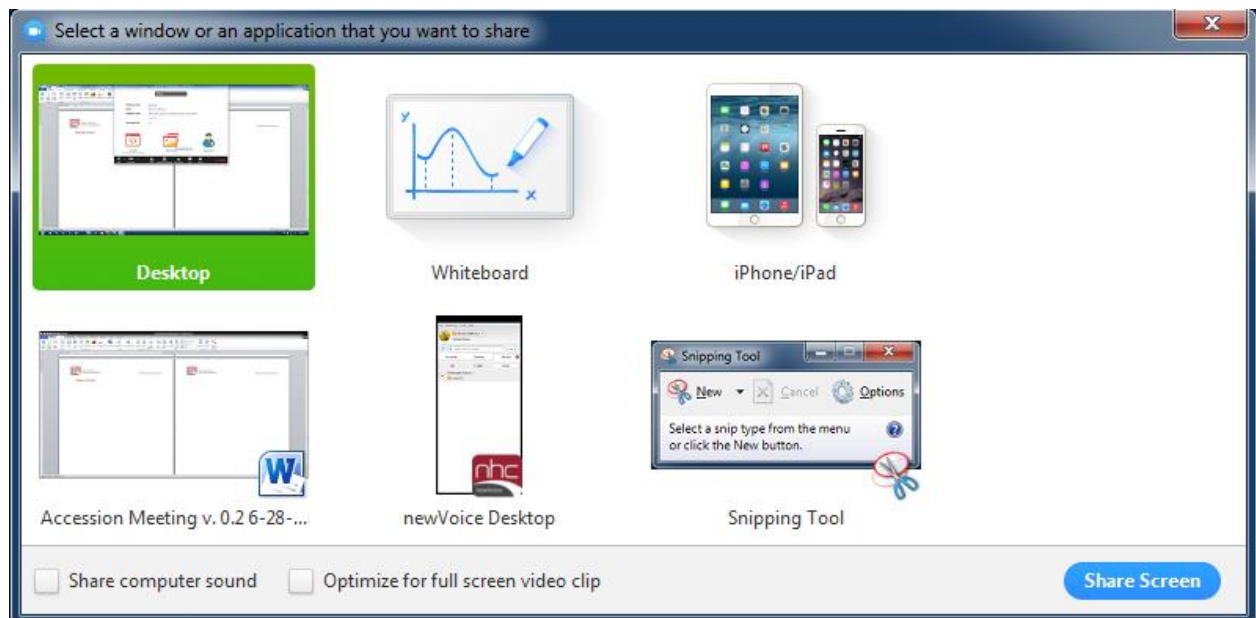 Select a window or an application that you want to share
Desktop
y
x
Whiteboard
iPhone/iPad
Snipping Tool
New Cancel Options
Select a snip type from the menu
or click the New button.
W
nhc
Accession Meeting v. 0.2 6-28-...
newVoice Desktop
Snipping Tool
Share computer sound
Optimize for full screen video clip
Share Screen